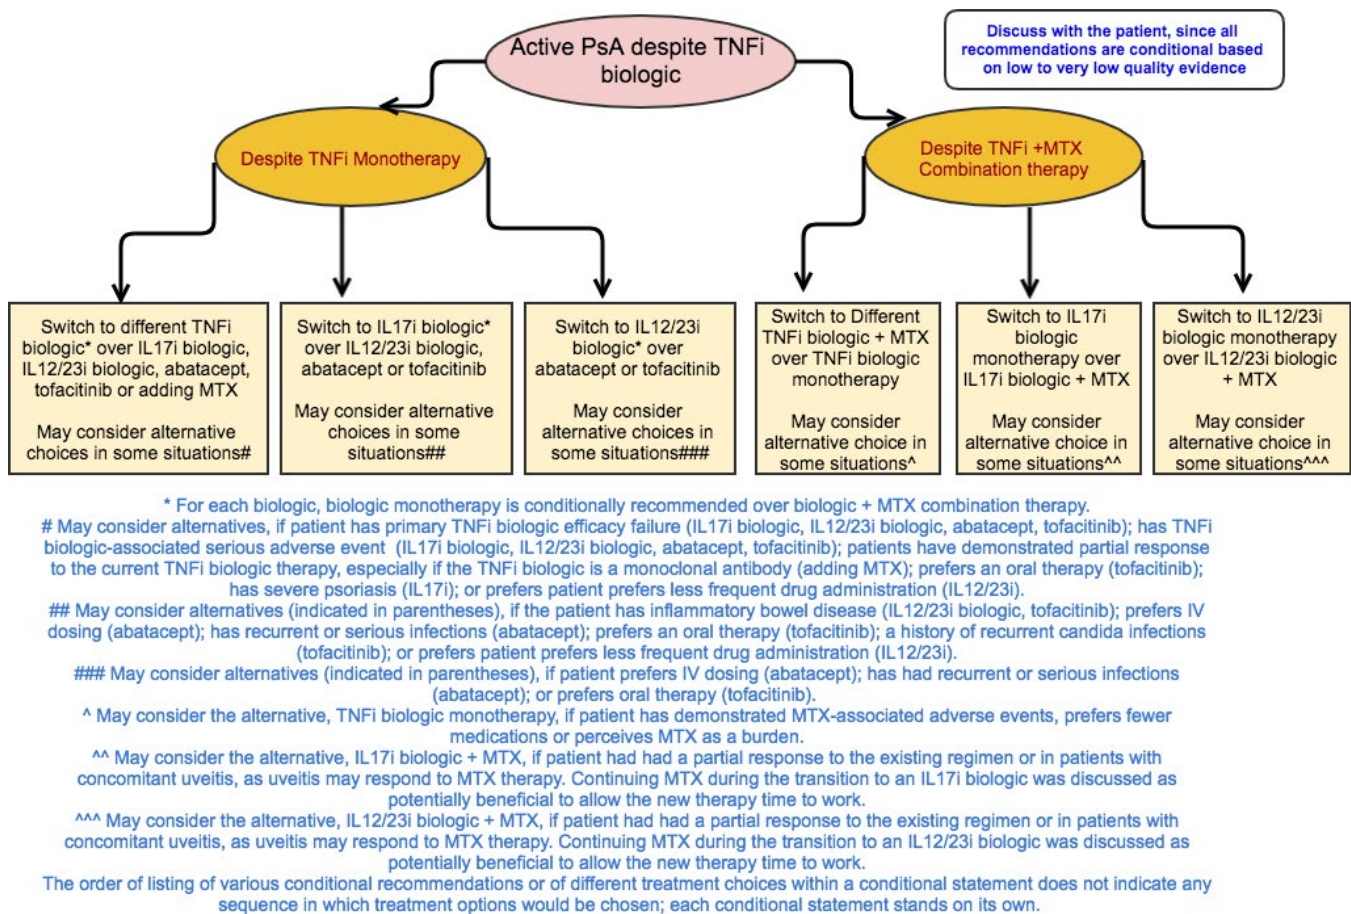 Active PsA despite TNFi
biologic
Discuss with the patient, since all
recommendations are conditional based
on low to very low quality evidence
Despite TNFi Monotherapy
Despite TNFi +MTX
Combination therapy
Switch to different TNFi
biologic* over IL17i biologic,
IL12/23i biologic, abatacept,
tofacitinib or adding MTX
May consider alternative
choices in some situations#
Switch to IL17i biologic*
over IL12/23i biologic,
abatacept or tofacitinib
May consider alternative
choices in some
situations##
Switch to IL12/23i
biologic* over
abatacept or tofacitinib
May consider
alternative choices in
some situations###
Switch to Different
TNFi biologic + MTX
over TNFi biologic
monotherapy
May consider
alternative choice in
some situations^
Switch to IL17i
biologic
monotherapy over
IL17i biologic + MTX
May consider
alternative choice in
some situations^^
Switch to IL12/23i
biologic monotherapy
over IL12/23i biologic
+ MTX
May consider
alternative choice in
some situations^^^
* For each biologic, biologic monotherapy is conditionally recommended over biologic + MTX combination therapy.
# May consider alternatives, if patient has primary TNFi biologic efficacy failure (IL17i biologic, IL12/23i biologic, abatacept, tofacitinib); has TNFi
biologic-associated serious adverse event (IL17i biologic, IL12/23i biologic, abatacept, tofacitinib); patients have demonstrated partial response
to the current TNFi biologic therapy, especially if the TNFi biologic is a monoclonal antibody (adding MTX); prefers an oral therapy (tofacitinib);
has severe psoriasis (IL17i); or prefers patient prefers less frequent drug administration (IL12/23i).
## May consider alternatives (indicated in parentheses), if the patient has inflammatory bowel disease (IL12/23i biologic, tofacitinib); prefers IV
dosing (abatacept); has recurrent or serious infections (abatacept); prefers an oral therapy (tofacitinib); a history of recurrent candida infections
(tofacitinib); or prefers patient prefers less frequent drug administration (IL12/23i).
### May consider alternatives (indicated in parentheses), if patient prefers IV dosing (abatacept); has had recurrent or serious infections
(abatacept); or prefers oral therapy (tofacitinib).
^ May consider the alternative, TNFi biologic monotherapy, if patient has demonstrated MTX-associated adverse events, prefers fewer
medications or perceives MTX as a burden.
^^ May consider the alternative, IL17i biologic + MTX, if patient had had a partial response to the existing regimen or in patients with
concomitant uveitis, as uveitis may respond to MTX therapy. Continuing MTX during the transition to an IL17i biologic was discussed as
potentially beneficial to allow the new therapy time to work.
^^^ May consider the alternative, IL12/23i biologic + MTX, if patient had had a partial response to the existing regimen or in patients with
concomitant uveitis, as uveitis may respond to MTX therapy. Continuing MTX during the transition to an IL12/23i biologic was discussed as
potentially beneficial to allow the new therapy time to work.
The order of listing of various conditional recommendations or of different treatment choices within a conditional statement does not indicate any
sequence in which treatment options would be chosen; each conditional statement stands on its own.